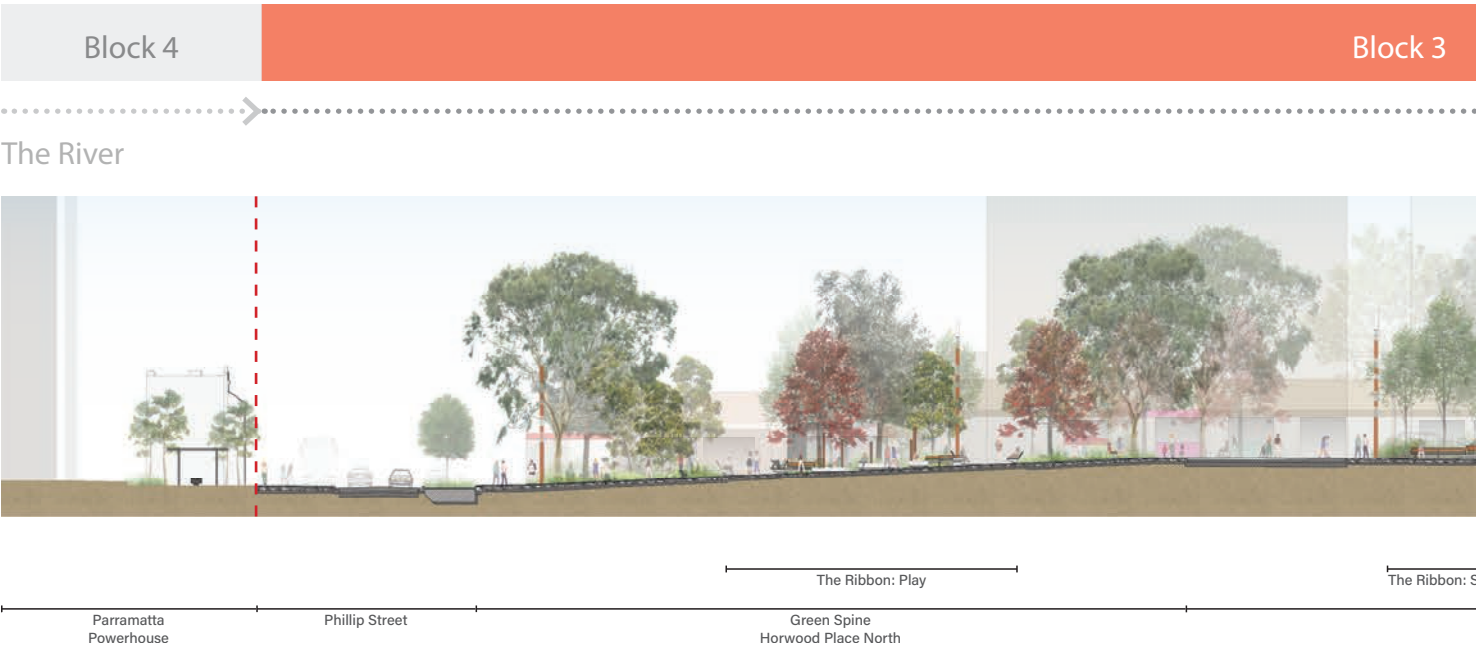 Block 4
Block 3
The River
The Ribbon: Play
The Ribbon: S
Parramatta
Powerhouse
Phillip Street
Green Spine
Horwood Place North